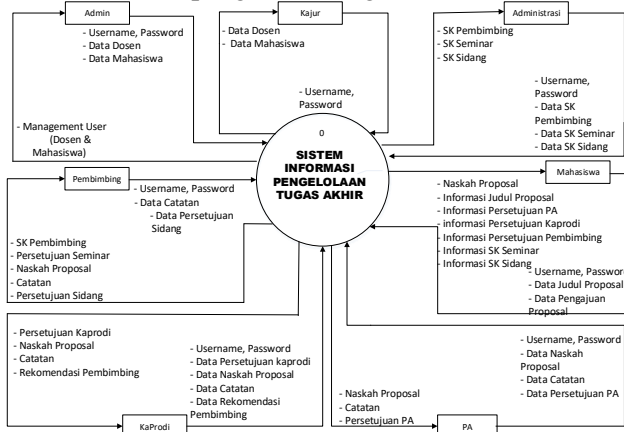 Admin
- Username, Password
- Data Dosen
- Data Mahasiswa
- Management User
(Dosen &
Mahasiswa)
Kajur
- Data Dosen
- Data Mahasiswa
- Username,
Password
Administrasi
- SK Pembimbing
- SK Seminar
- SK Sidang
- Username,
Password
- Data SK
Pembimbing
- Data SK Seminar
- Data SK Sidang
0
SISTEM
INFORMASI
PENGELOLAAN
TUGAS AKHIR
Pembimbing
- Username, Password
- Data Catatan
- Data Persetujuan
Sidang
- SK Pembimbing
- Persetujuan Seminar
- Naskah Proposal
- Catatan
- Persetujuan Sidang
Mahasiswa
- Naskah Proposal
- Informasi Judul Proposal
- Informasi Persetujuan PA
- informasi Persetujuan Kaprodi
- Informasi Persetujuan Pembimbing
- Informasi SK Seminar
- Informasi SK Sidang
- Username, Passwor
- Data Judul Proposal
- Data Pengajuan
Proposal
- Persetujuan Kaprodi
- Naskah Proposal
- Catatan
- Rekomendasi Pembimbing
- Username, Password
- Data Persetujuan kaprodi
- Data Naskah Proposal
- Data Catatan
- Data Rekomendasi
Pembimbing
KaProdi
- Naskah Proposal
- Catatan
- Persetujuan PA
- Username, Password
- Data Naskah
Proposal
- Data Catatan
- Data Persetujuan PA
PA